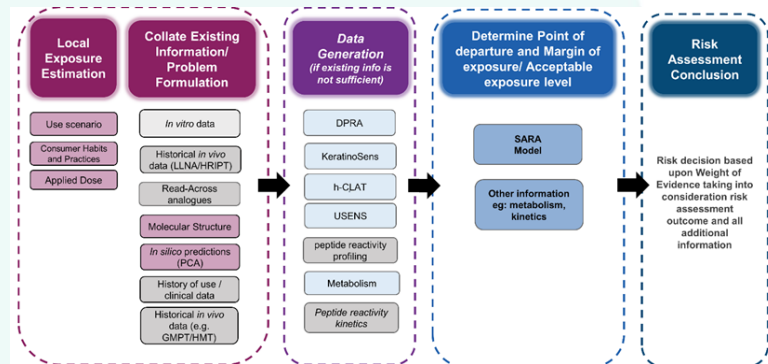 Local
Exposure
Estimation
Use scenario
Consumer Habits
and Practices
Applied Dose
Collate Existing
Information/
Problem
Formulation
In vitro data
Historical in vivo
data (LLNA/HRIPT)
Read-Across
analogues
Molecular Structure
In silico predictions
(PCA)
History of use /
clinical data
Historical in vivo
data (e.g.
GMPT/HMT)
Data
Generation
(if existing info is
not sufficient)
DPRA
KeratinoSens
h-CLAT
USENS
peptide reactivity
profiling
Metabolism
Peptide reactivity
kinetics
Determine Point of
departure and Margin of
exposure/ Acceptable
exposure level
SARA
Model
Other information
eg: metabolism,
kinetics
Risk
Assessment
Conclusion
Risk decision based
upon Weight of
Evidence taking into
consideration risk
assessment
outcome and all
additional
information